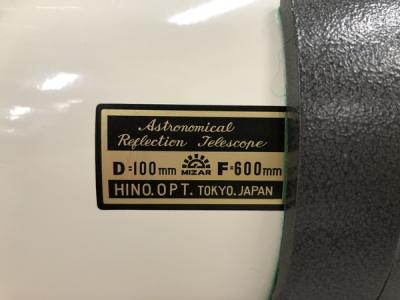 Astronomical
Reflection Telescope
D=100mm MIZAR F=600mm
HINO.OPT. TOKYO.JAPAN